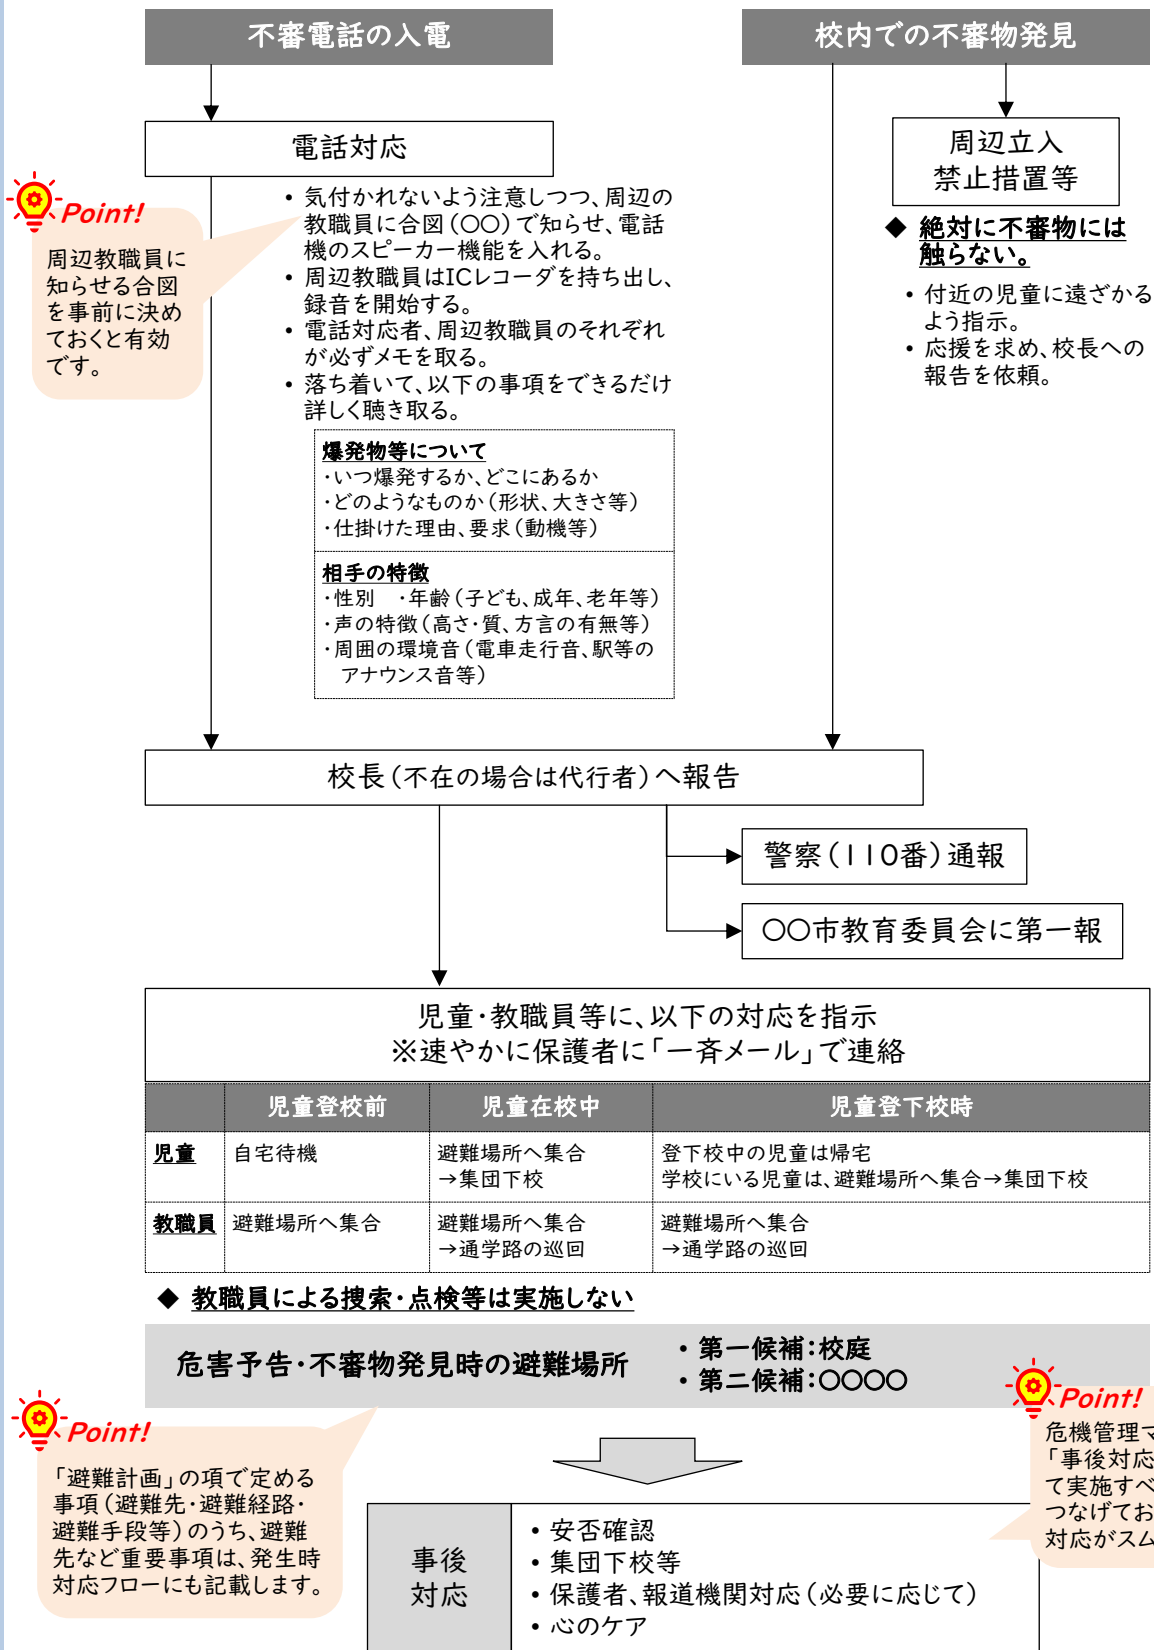 不審電話の入電
校内での不審物発見
電話対応
周辺立入
禁止措置等
Point!
周辺教職員に
知らせる合図
を事前に決め
ておくと有効
です。
• 気付かれないよう注意しつつ、周辺の
教職員に合図(○○)で知らせ、電話
機のスピーカー機能を入れる。
• 周辺教職員はICレコーダを持ち出し、
録音を開始する。
• 電話対応者、周辺教職員のそれぞれ
が必ずメモを取る。
• 落ち着いて、以下の事項をできるだけ
詳しく聴き取る。
◆ 絶対に不審物には
触らない。
• 付近の児童に遠ざかる
よう指示。
• 応援を求め、校長への
報告を依頼。
爆発物等について
・いつ爆発するか、どこにあるか
・どのようなものか(形状、大きさ等)
・仕掛けた理由、要求(動機等)
相手の特徴
・性別 ・年齢(子ども、成年、老年等)
・声の特徴(高さ・質、方言の有無等)
・周囲の環境音(電車走行音、駅等の
アナウンス音等)
校長(不在の場合は代行者)へ報告
警察(110番)通報
○○市教育委員会に第一報
児童・教職員等に、以下の対応を指示
※速やかに保護者に「一斉メール」で連絡
児童登校前 児童在校中 児童登下校時
児童 自宅待機 避難場所へ集合 登下校中の児童は帰宅
→集団下校 学校にいる児童は、避難場所へ集合→集団下校
教職員 避難場所へ集合 避難場所へ集合 避難場所へ集合
→通学路の巡回 →通学路の巡回
◆ 教職員による捜索・点検等は実施しない
危害予告・不審物発見時の避難場所
• 第一候補:校庭
• 第二候補:○○○○
Point!
「避難計画」の項で定める
事項(避難先・避難経路・
避難手段等)のうち、避難
先など重要事項は、発生時
対応フローにも記載します。
Point!
危機管理マ
「事後対応
て実施すべ
つなげてお
対応がスム
事後
対応
• 安否確認
• 集団下校等
• 保護者、報道機関対応(必要に応じて)
• 心のケア